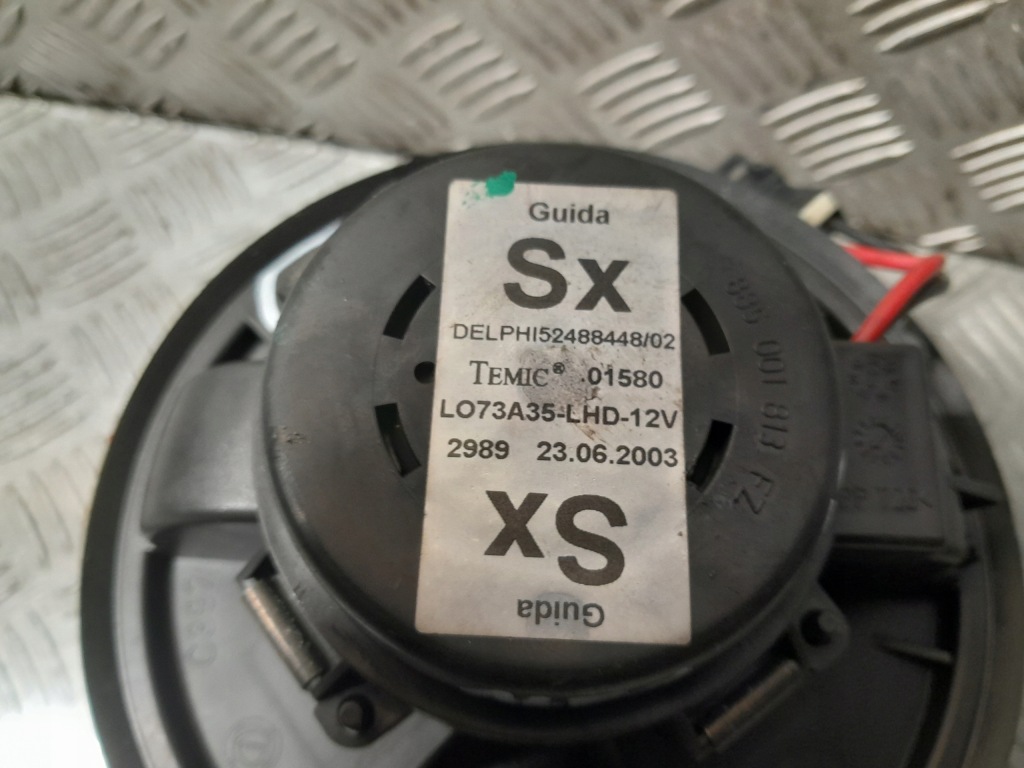 Guida
Sx
DELPHI52488448/02
TEMIC® 01580
LO73A35-LHD-12V
2989 23.06.2003
Sx
Guida